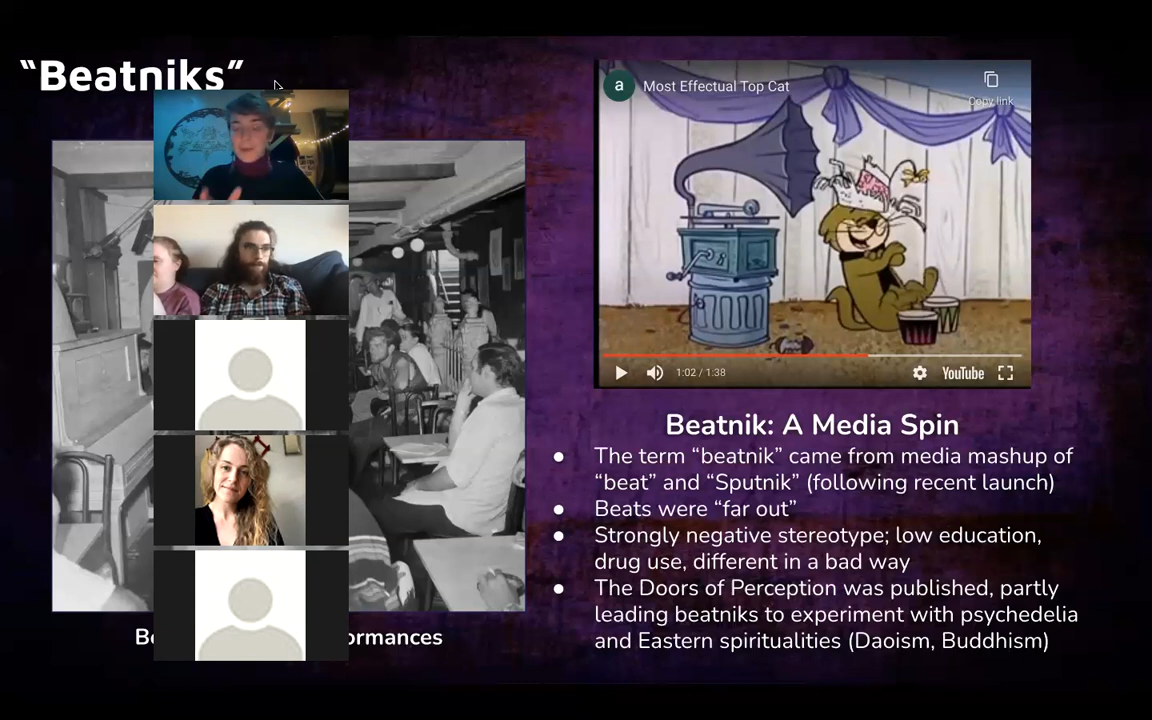 “Beatniks”
a
Most Effectual Top Cat
Copy link
1:02 / 1:38
YouTube
ormances
Beatnik: A Media Spin
● The term “beatnik” came from media mashup of
“beat” and “Sputnik” (following recent launch)
● Beats were “far out”
● Strongly negative stereotype; low education,
drug use, different in a bad way
● The Doors of Perception was published, partly
leading beatniks to experiment with psychedelia
and Eastern spiritualities (Daoism, Buddhism)